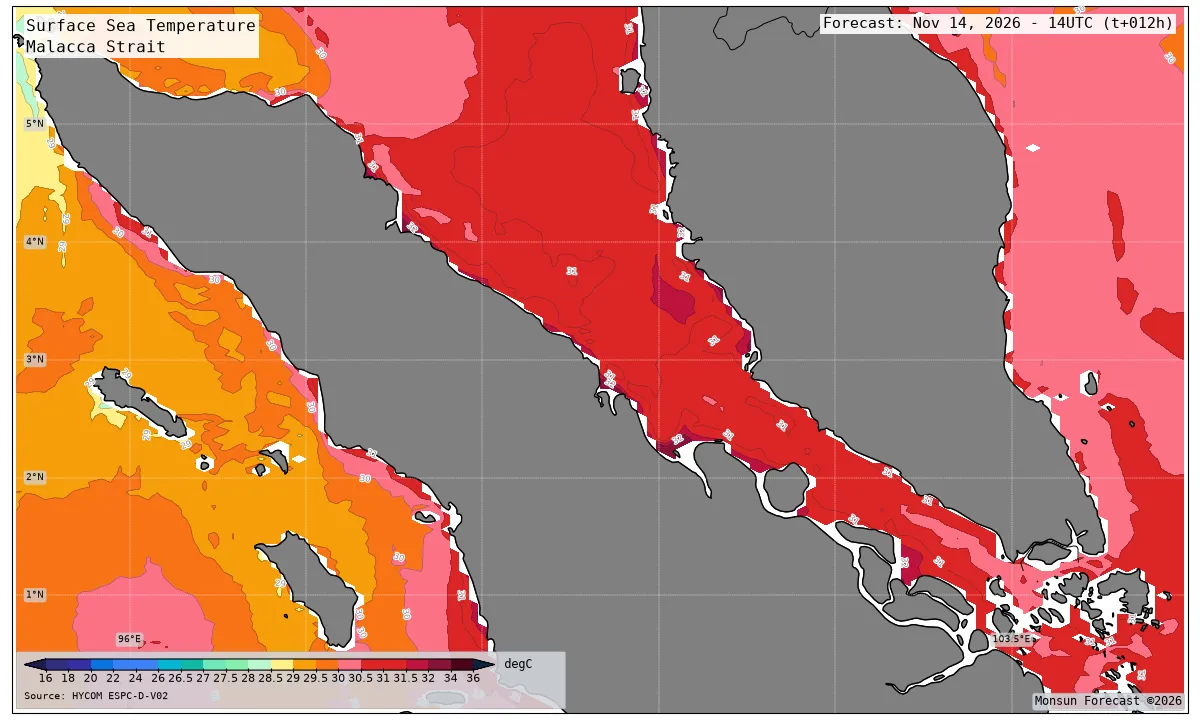 Surface Sea Temperature
Malacca Strait
Forecast: Nov 14, 2026 - 14UTC (t+012h)
5°N
4°N
3°N
2°N
1°N
96°E
103.5°E
degC
16 18 20 22 24 26 26.5 27 27.5 28 28.5 29 29.5 30 30.5 31 31.5 32 34 36
Source: HYCOM ESPC-D-V02
Monsun Forecast ©2026